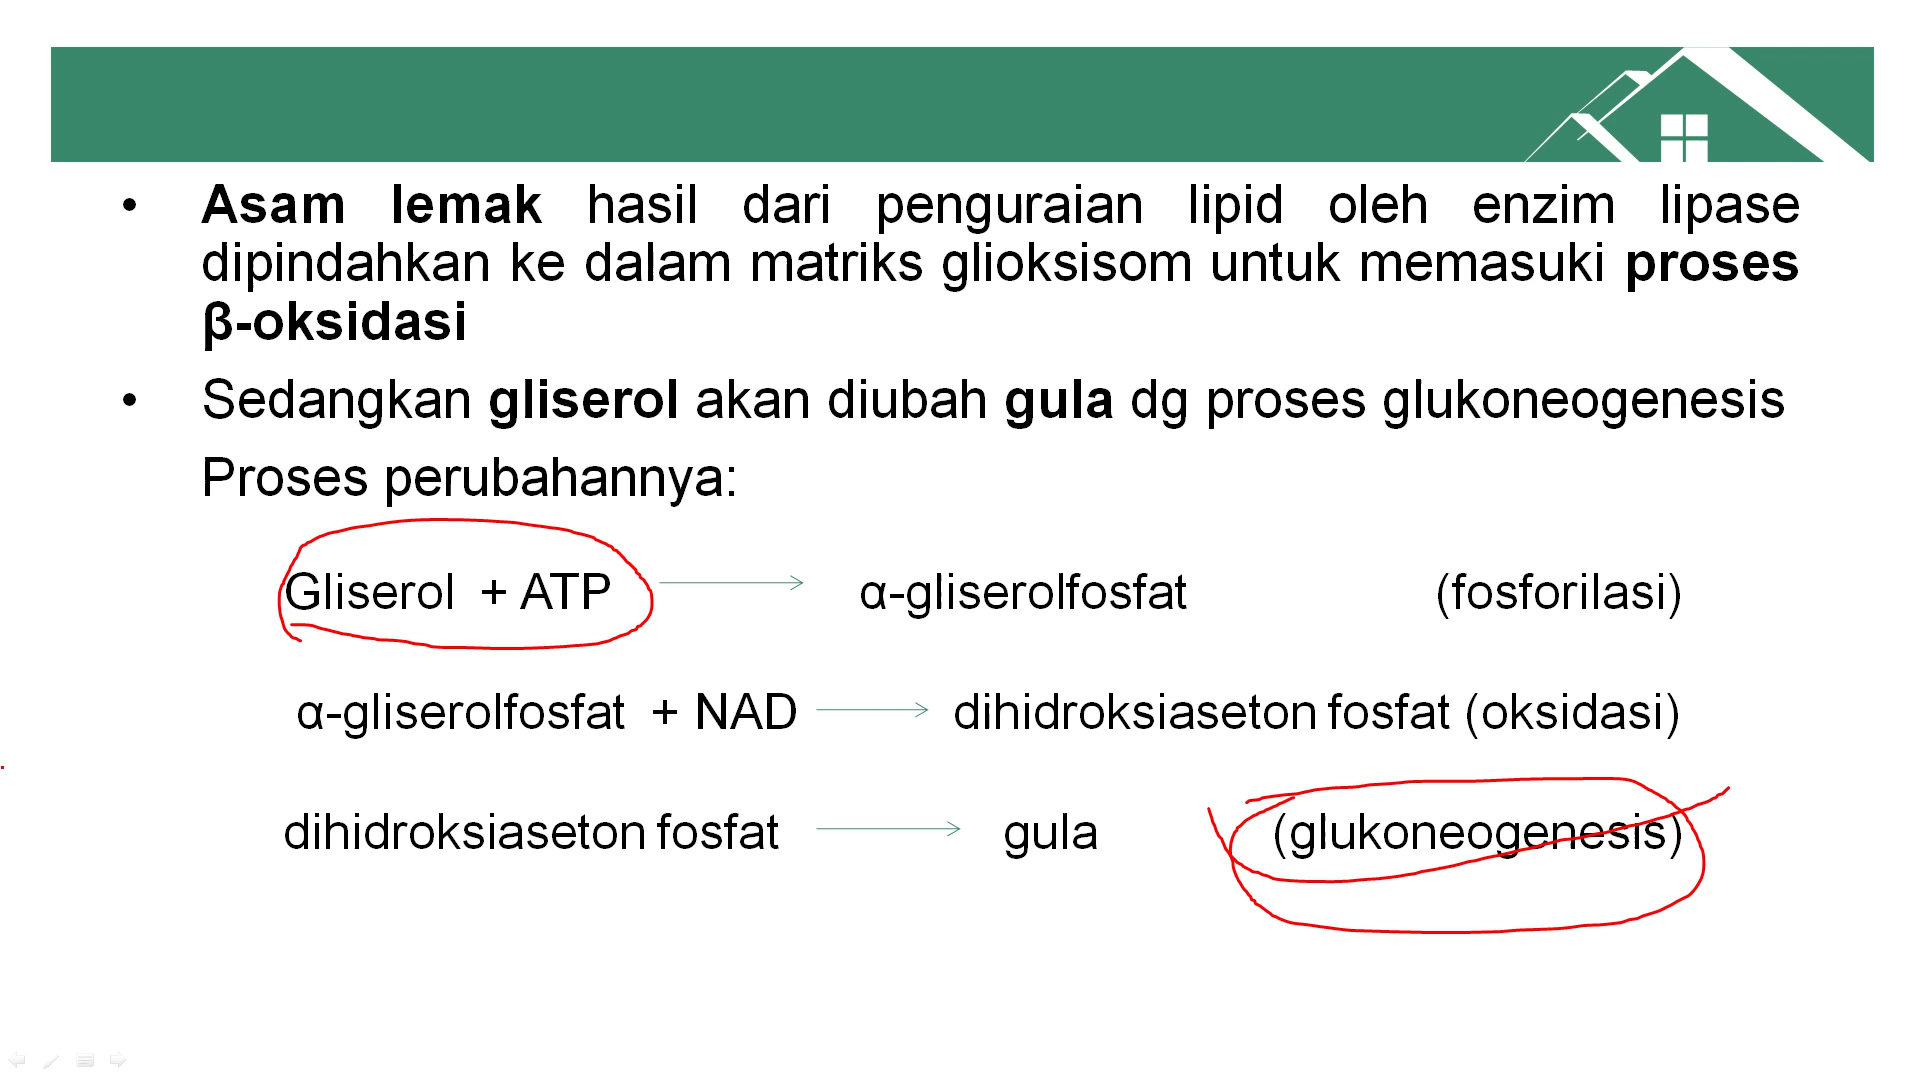 • Asam lemak hasil dari penguraian lipid oleh enzim lipase
dipindahkan ke dalam matriks glioksisom untuk memasuki proses
β-oksidasi
• Sedangkan gliserol akan diubah gula dg proses glukoneogenesis
Proses perubahannya:
Gliserol + ATP → α-gliserolfosfat (fosforilasi)
α-gliserolfosfat + NAD → dihidroksiaseton fosfat (oksidasi)
dihidroksiaseton fosfat → gula (glukoneogenesis)